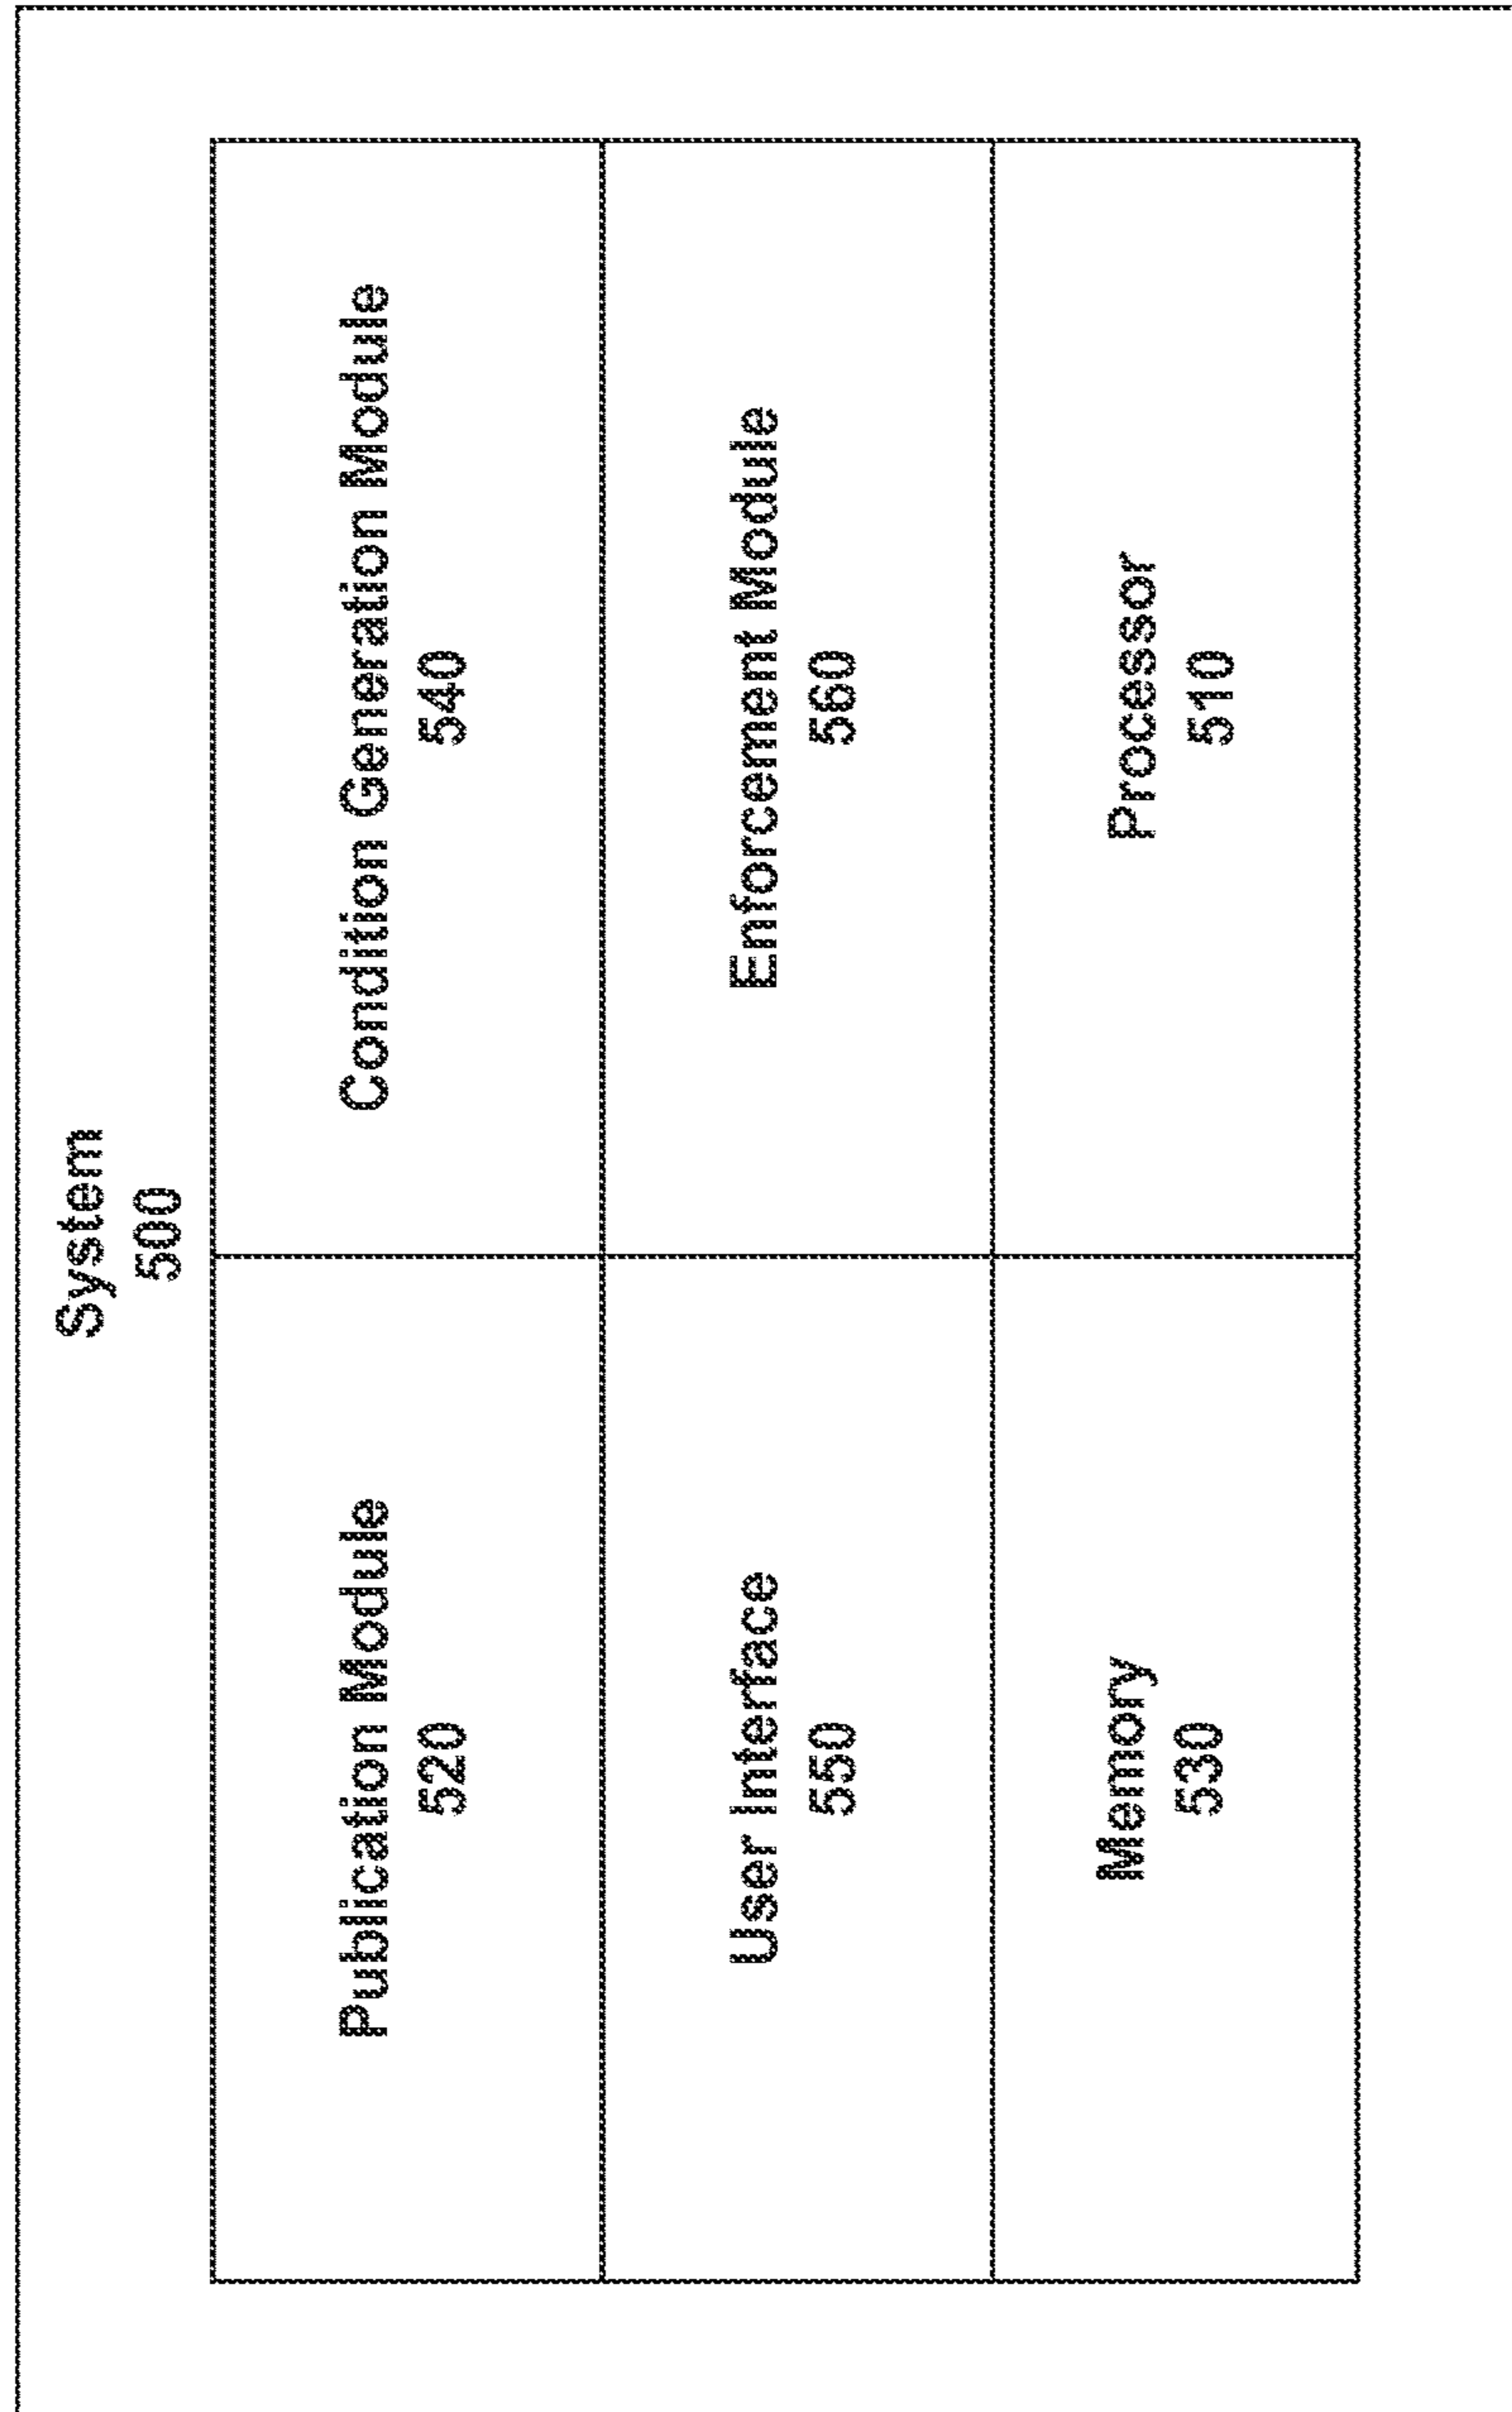 System
500
Publication Module
520
Condition Generation Module
540
User Interface
550
Enforcement Module
560
Memory
530
Processor
510